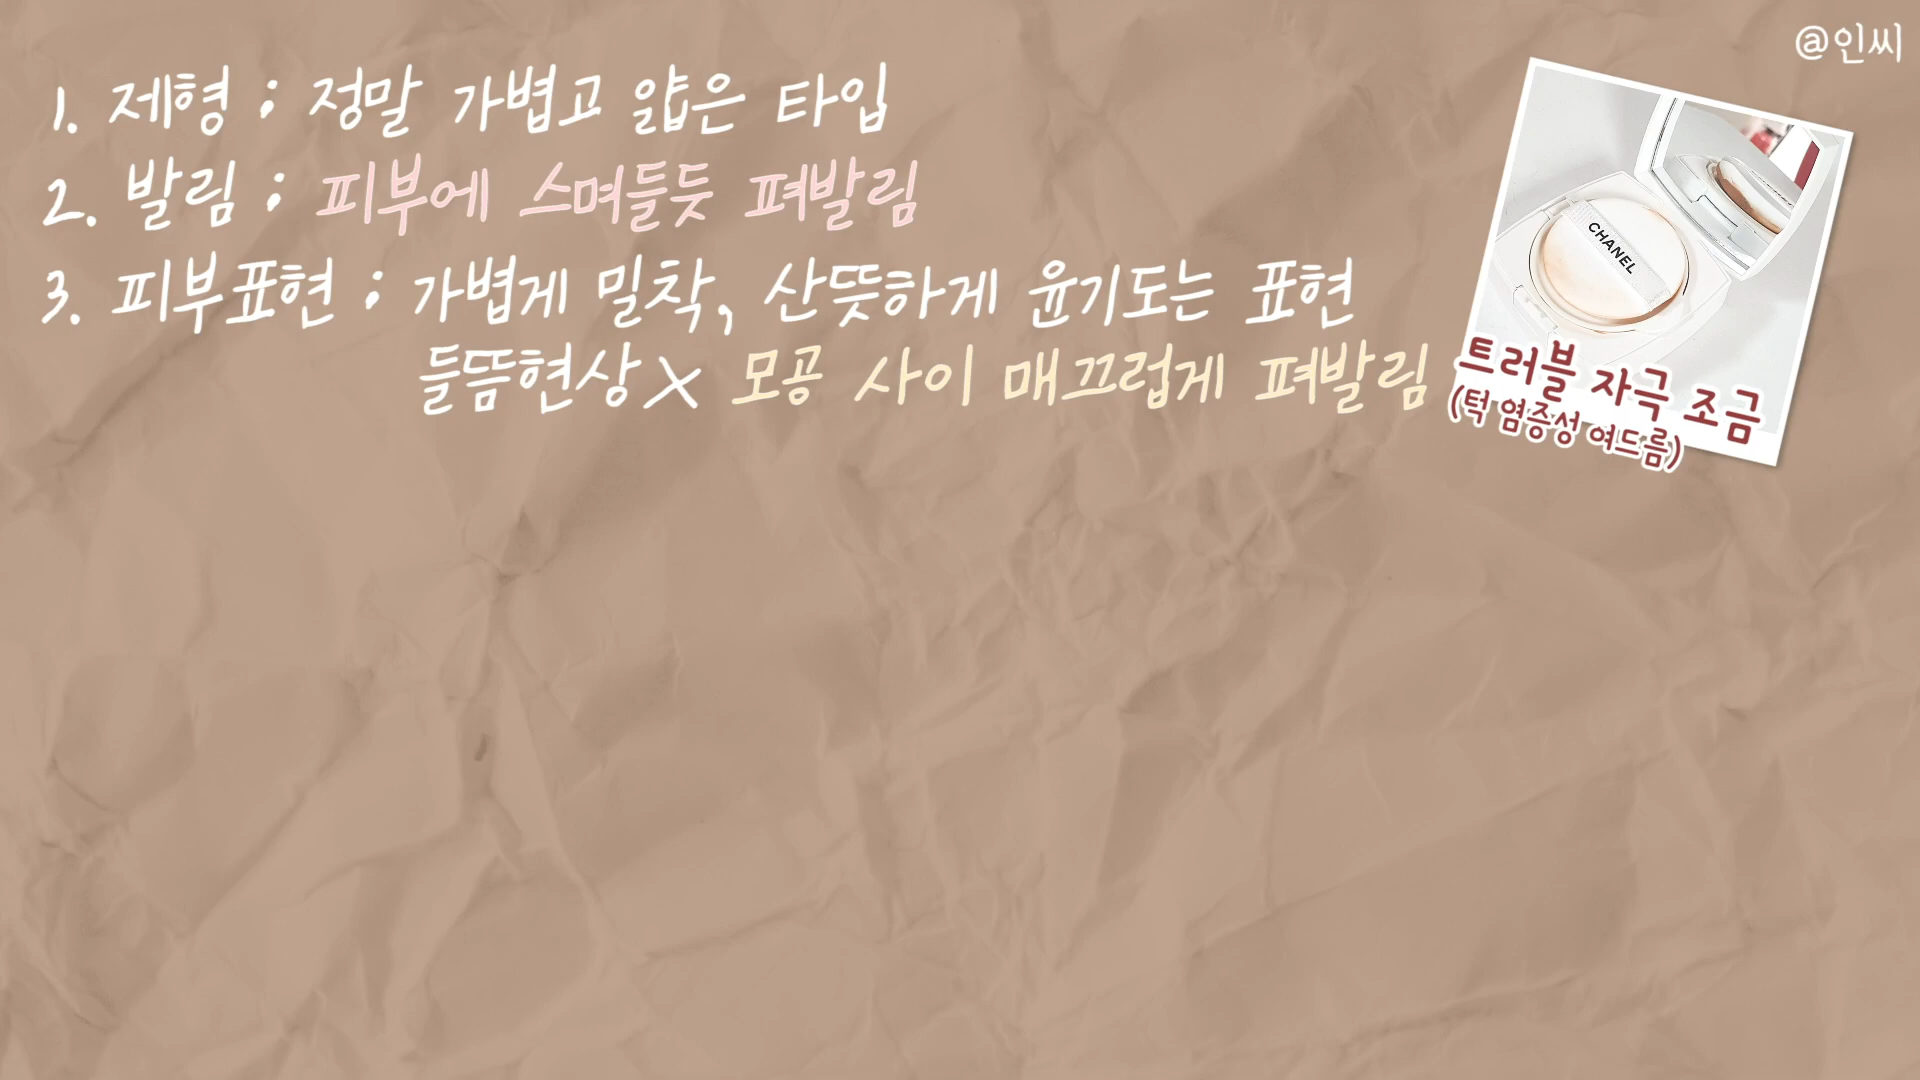 @인씨
1. 제형 ; 정말 가볍고 얇은 타입
2. 발림 ; 피부에 스며들듯 펴발림
3. 피부표현 ; 가볍게 밀착, 산뜻하게 윤기도는 표현
들뜸현상X 모공 사이 매끄럽게 펴발림
CHANEL
트러블 자극 조금
(턱 염증성 여드름)